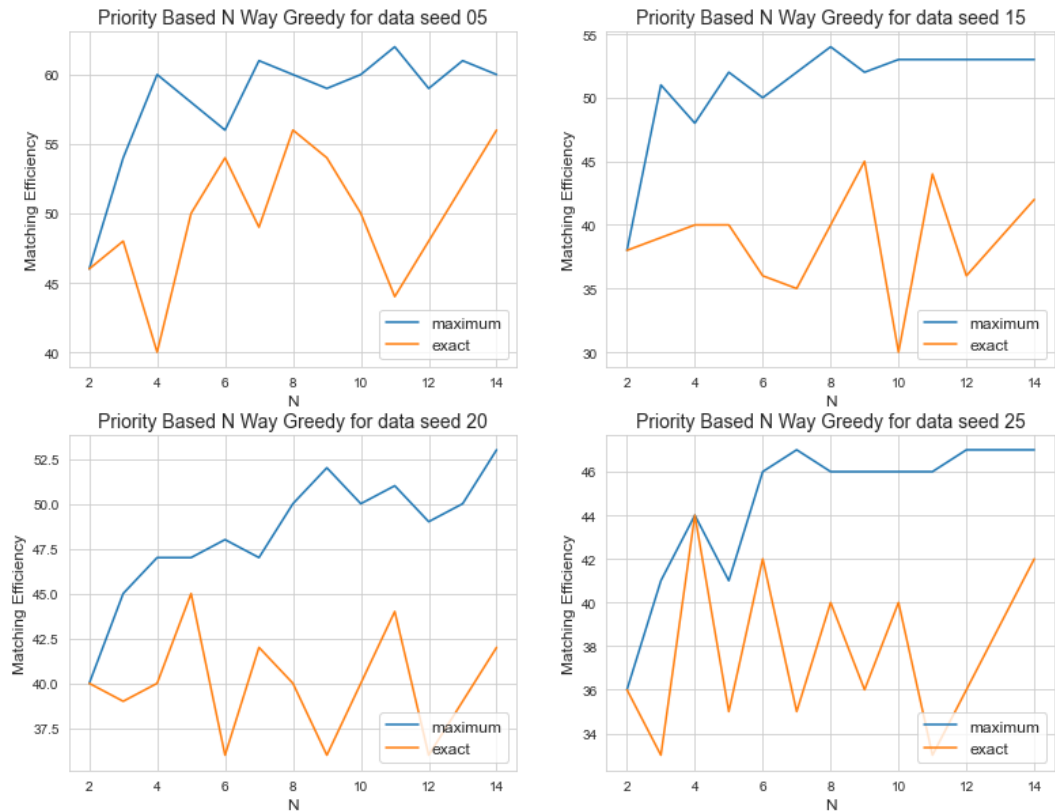 Priority Based N Way Greedy for data seed 05
60
55
50
45
40
Matching Efficiency
2 4 6 8 10 12 14
N
maximum
exact
Priority Based N Way Greedy for data seed 15
55
50
45
40
35
30
Matching Efficiency
2 4 6 8 10 12 14
N
maximum
exact
Priority Based N Way Greedy for data seed 20
52.5
50.0
47.5
45.0
42.5
40.0
37.5
Matching Efficiency
2 4 6 8 10 12 14
N
maximum
exact
Priority Based N Way Greedy for data seed 25
46
44
42
40
38
36
34
Matching Efficiency
2 4 6 8 10 12 14
N
maximum
exact